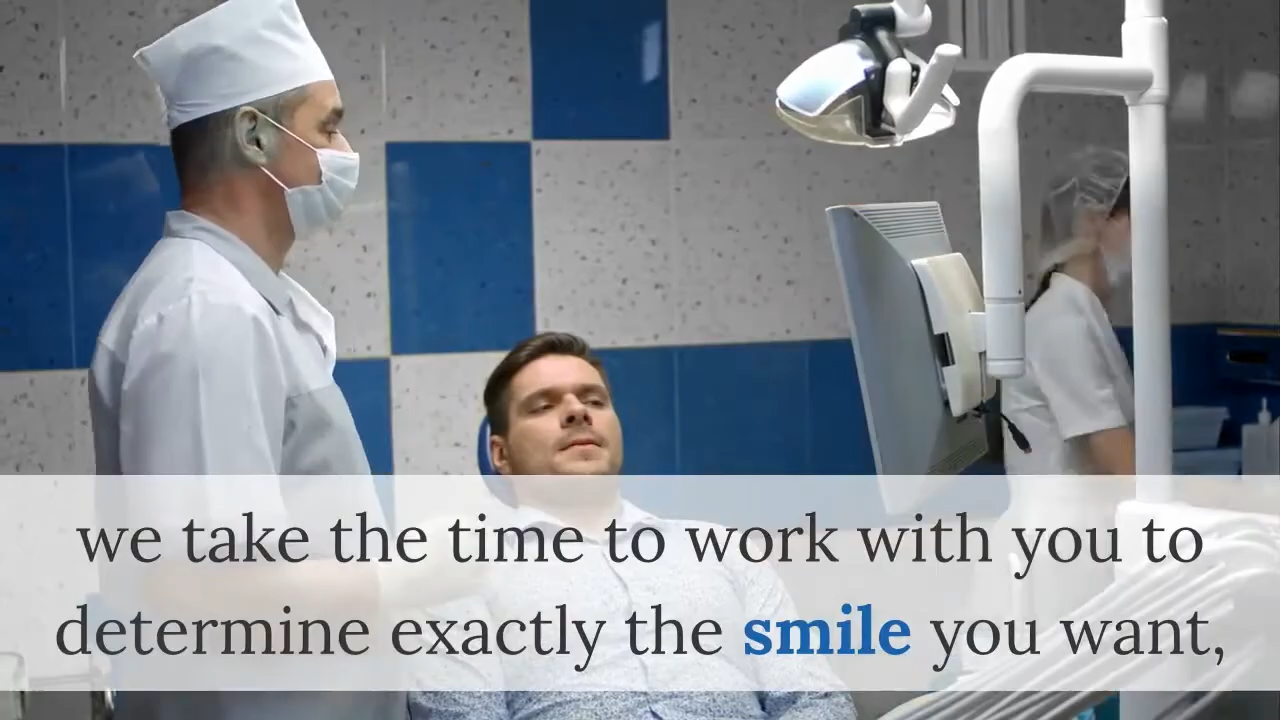 we take the time to work with you to
determine exactly the smile you want,